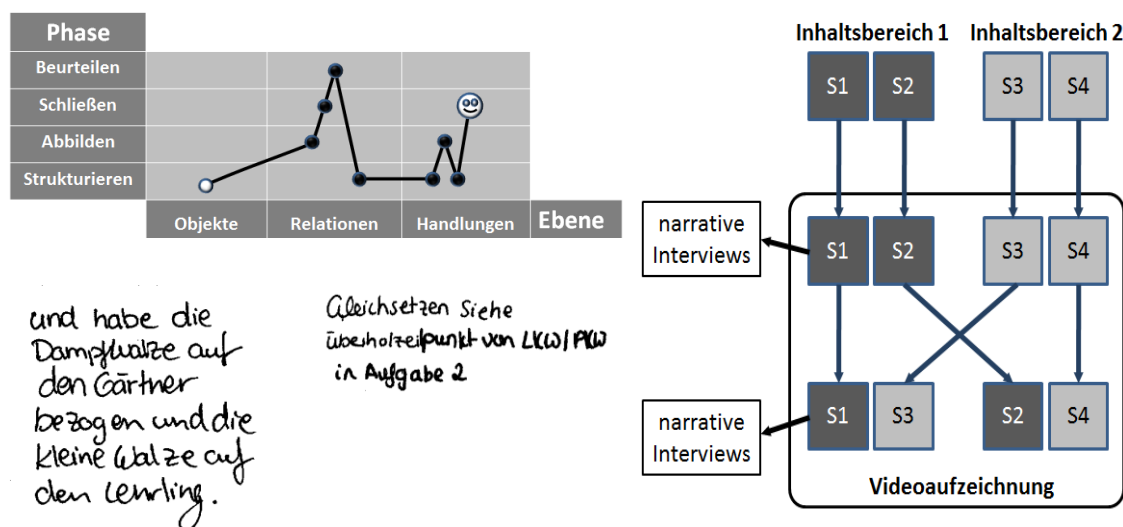 Phase
Beurteilen
Schließen
Abbilden
Strukturieren
Objekte Relationen Handlungen Ebene
und habe die
Dampfwalze auf
den Gärtner
bezogen und die
kleine Walze auf
den Lehrling.
Gleichsetzen Siehe
überholzeitpunkt von LKW/PKW
in Aufgabe 2
Inhaltsbereich 1 Inhaltsbereich 2
S1 S2 S3 S4
narrative
Interviews
S1 S2 S3 S4
narrative
Interviews
S1 S3 S2 S4
Videoaufzeichnung